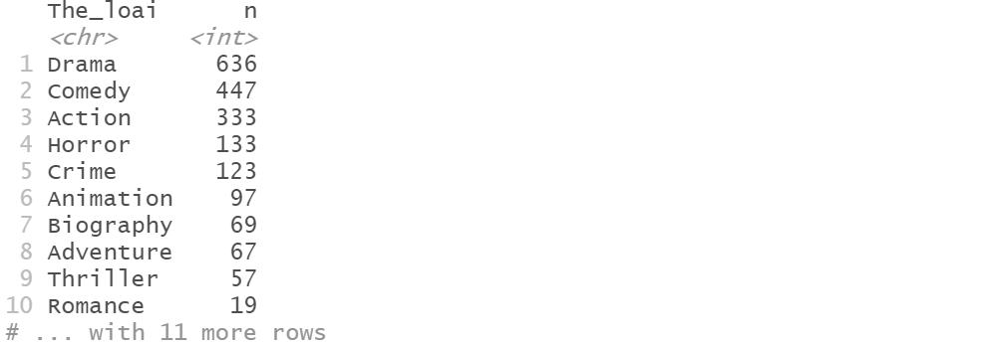 The_loai n
<chr> <int>
1 Drama 636
2 Comedy 447
3 Action 333
4 Horror 133
5 Crime 123
6 Animation 97
7 Biography 69
8 Adventure 67
9 Thriller 57
10 Romance 19
# ... with 11 more rows